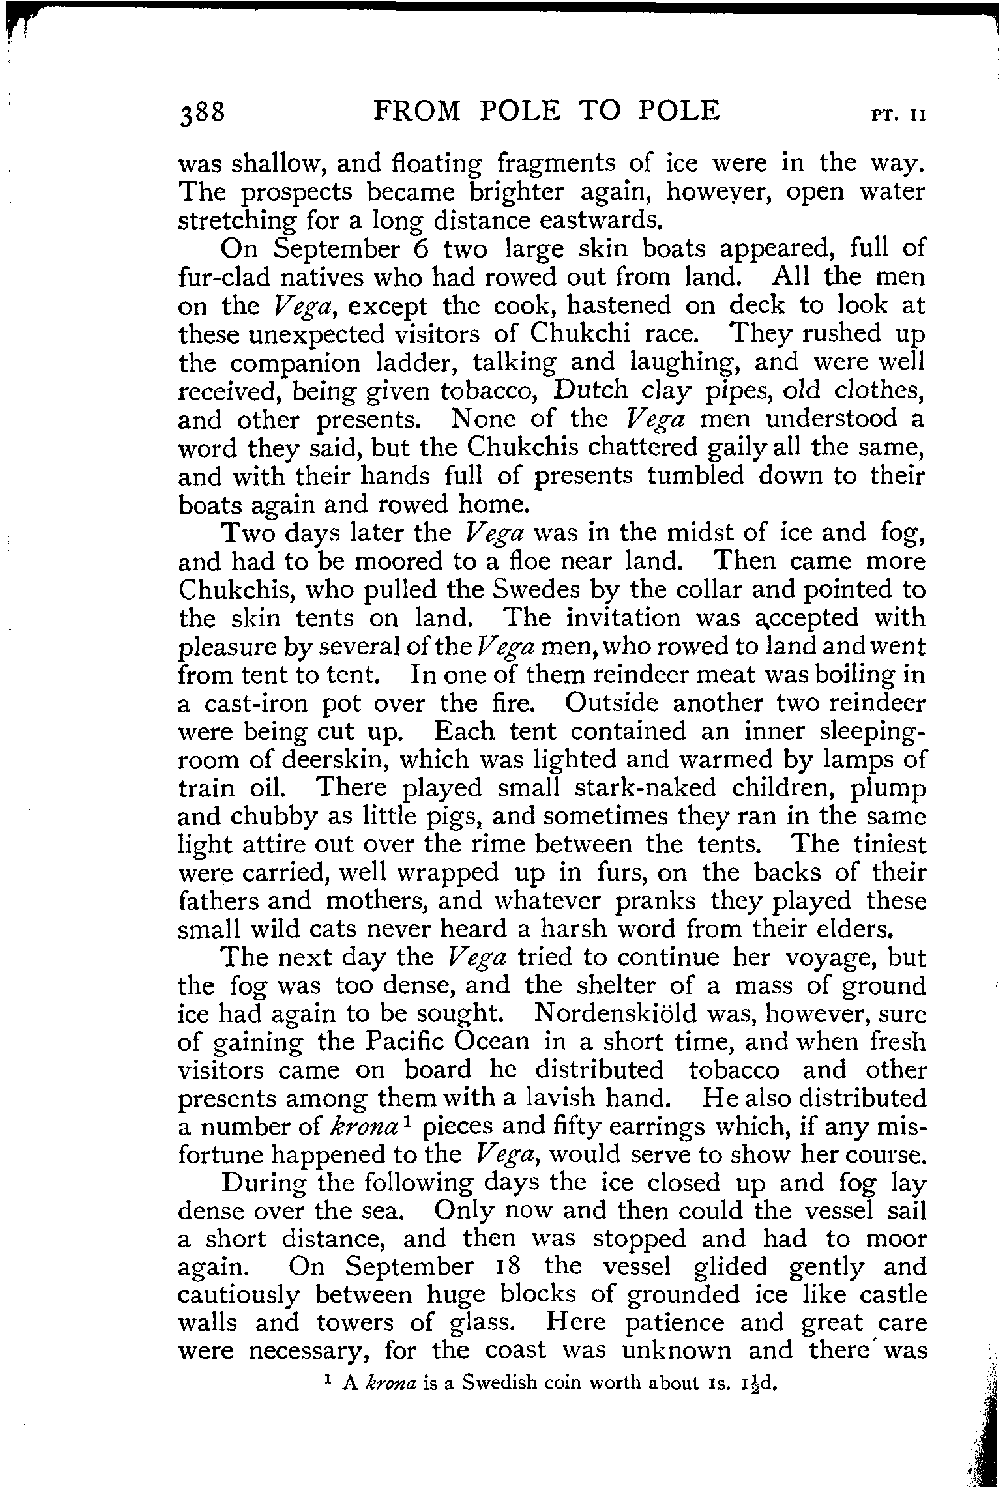 388 FROM POLE TO POLE PT. II
was shallow, and floating fragments of ice were in the way.
The prospects became brighter again, however, open water
stretching for a long distance eastwards.
On September 6 two large skin boats appeared, full of
fur-clad natives who had rowed out from land. All the men
on the Vega, except the cook, hastened on deck to look at
these unexpected visitors of Chukchi race. They rushed up
the companion ladder, talking and laughing, and were well
received, being given tobacco, Dutch clay pipes, old clothes,
and other presents. None of the Vega men understood a
word they said, but the Chukchis chattered gaily all the same,
and with their hands full of presents tumbled down to their
boats again and rowed home.
Two days later the Vega was in the midst of ice and fog,
and had to be moored to a floe near land. Then came more
Chukchis, who pulled the Swedes by the collar and pointed to
the skin tents on land. The invitation was accepted with
pleasure by several of the Vega men, who rowed to land and went
from tent to tent. In one of them reindeer meat was boiling in
a cast-iron pot over the fire. Outside another two reindeer
were being cut up. Each tent contained an inner sleeping-
room of deerskin, which was lighted and warmed by lamps of
train oil. There played small stark-naked children, plump
and chubby as little pigs, and sometimes they ran in the same
light attire out over the rime between the tents. The tiniest
were carried, well wrapped up in furs, on the backs of their
fathers and mothers, and whatever pranks they played these
small wild cats never heard a harsh word from their elders.
The next day the Vega tried to continue her voyage, but
the fog was too dense, and the shelter of a mass of ground
ice had again to be sought. Nordenskiöld was, however, sure
of gaining the Pacific Ocean in a short time, and when fresh
visitors came on board he distributed tobacco and other
presents among them with a lavish hand. He also distributed
a number of krona¹ pieces and fifty earrings which, if any mis-
fortune happened to the Vega, would serve to show her course.
During the following days the ice closed up and fog lay
dense over the sea. Only now and then could the vessel sail
a short distance, and then was stopped and had to moor
again. On September 18 the vessel glided gently and
cautiously between huge blocks of grounded ice like castle
walls and towers of glass. Here patience and great care
were necessary, for the coast was unknown and there was
¹ A krona is a Swedish coin worth about 1s. 1½d.